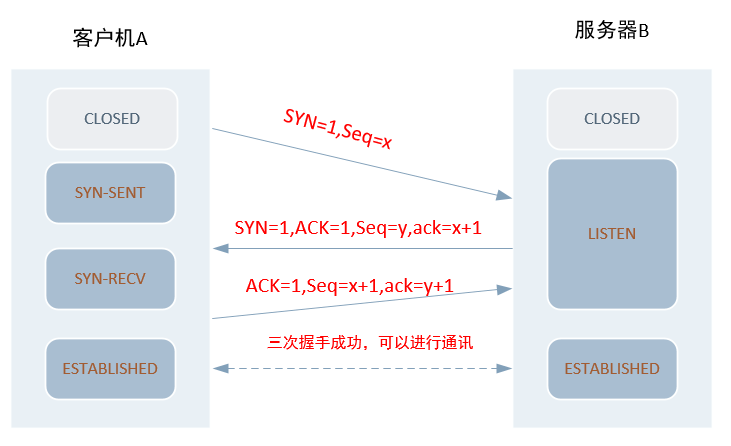 客户机A
服务器B
CLOSED
SYN=1,Seq=x
CLOSED
SYN-SENT
SYN=1,ACK=1,Seq=y,ack=x+1
LISTEN
SYN-RECV
ACK=1,Seq=x+1,ack=y+1
三次握手成功，可以进行通讯
ESTABLISHED
ESTABLISHED